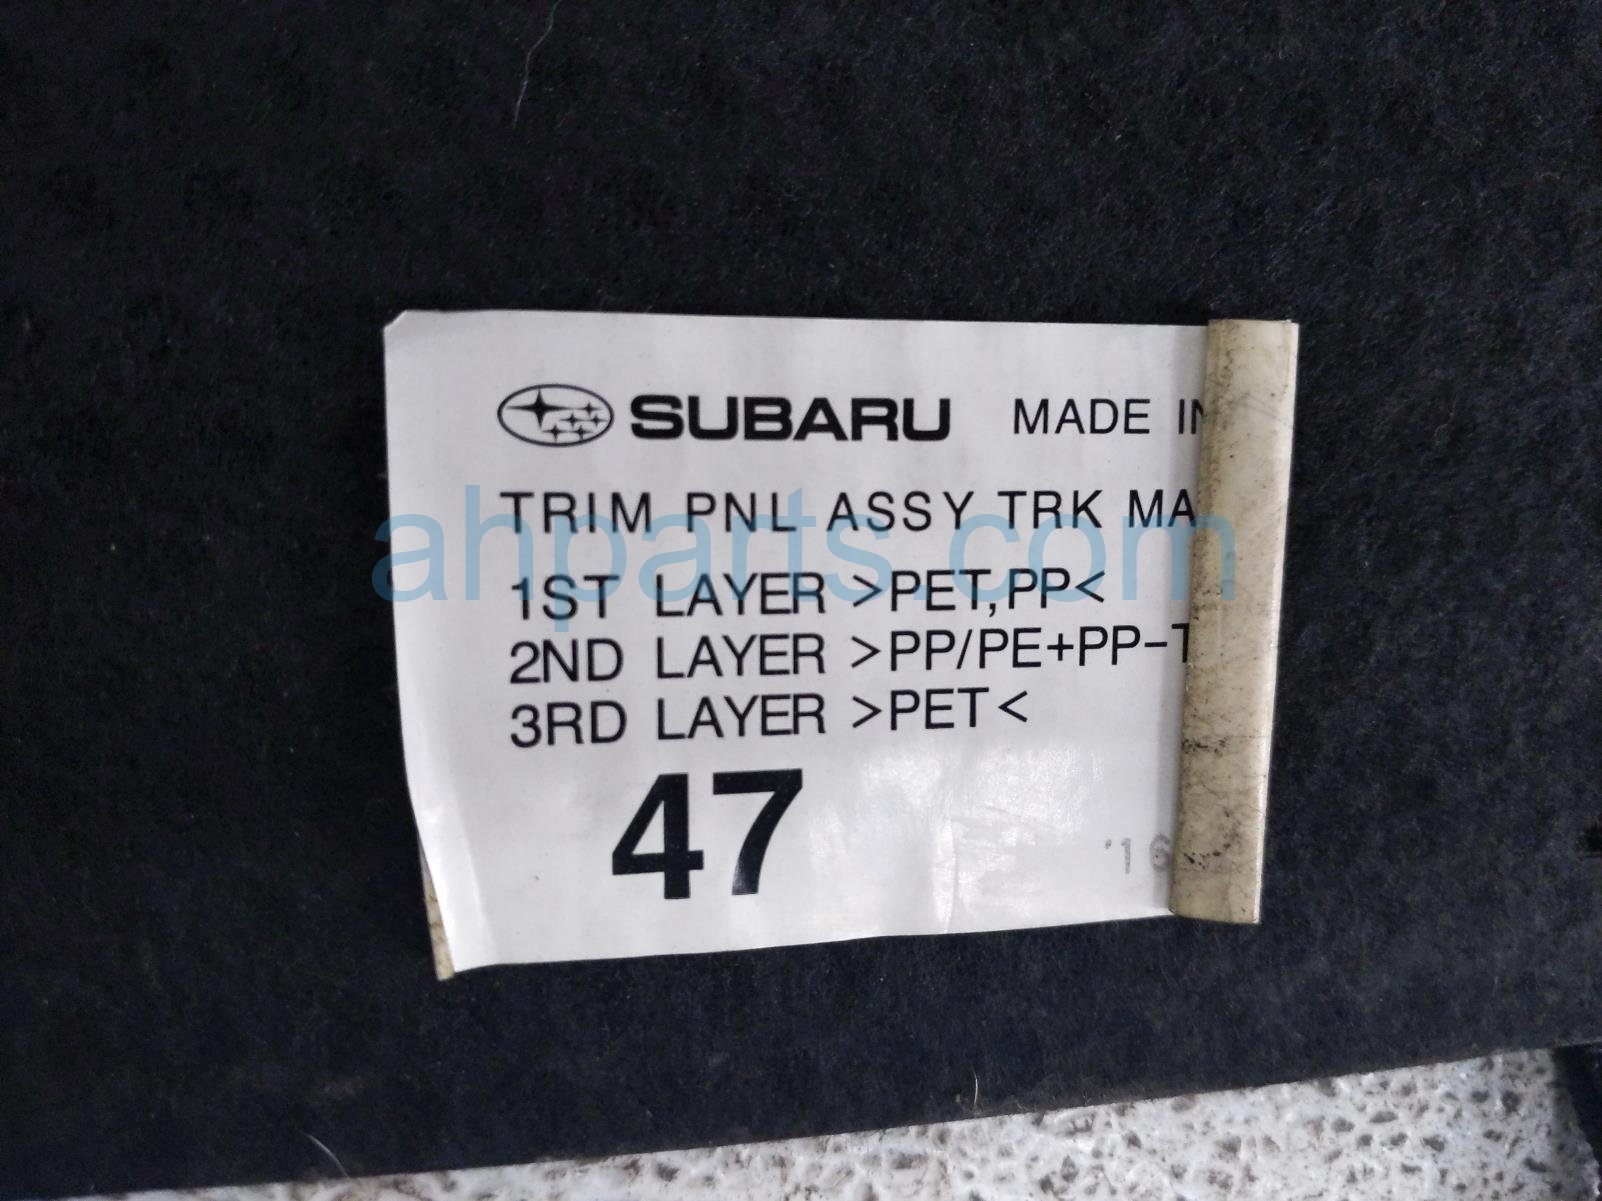 SUBARU MADE IN
TRIM PNL ASSY TRK MA
ahparts.com
1ST LAYER >PET,PP<
2ND LAYER >PP/PE+PP-T
3RD LAYER >PET<
47
'16